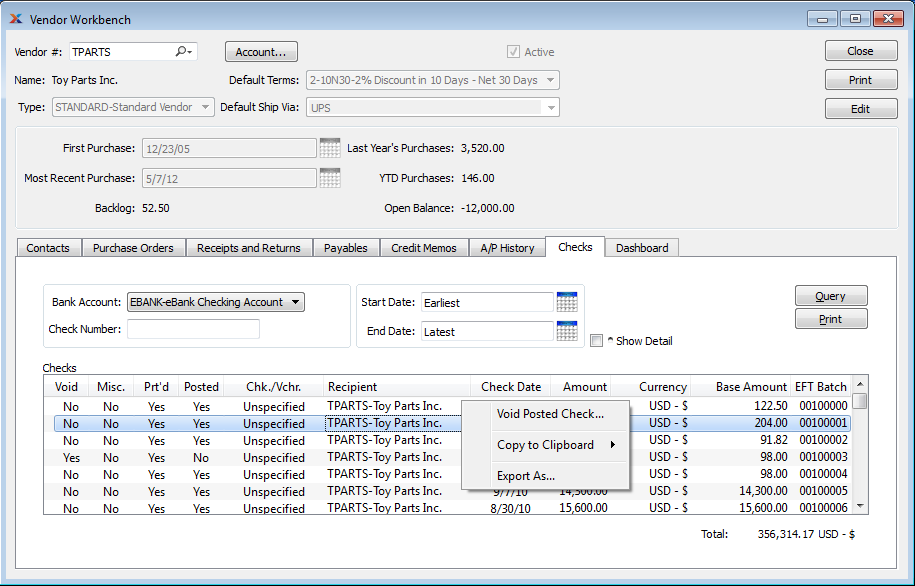 Vendor Workbench
Vendor #: TPARTS Account... Active Close
Name: Toy Parts Inc. Default Terms: 2-10N30-2% Discount in 10 Days - Net 30 Days Print
Type: STANDARD-Standard Vendor Default Ship Via: UPS Edit
First Purchase: 12/23/05 Last Year's Purchases: 3,520.00
Most Recent Purchase: 5/7/12 YTD Purchases: 146.00
Backlog: 52.50 Open Balance: -12,000.00
Contacts Purchase Orders Receipts and Returns Payables Credit Memos A/P History Checks Dashboard
Bank Account: EBANK-eBank Checking Account Start Date: Earliest Query
Check Number: End Date: Latest Print
^ Show Detail
Checks
Void Misc. Prt'd Posted Chk./Vchr. Recipient Check Date Amount Currency Base Amount EFT Batch
No No Yes Yes Unspecified TPARTS-Toy Parts Inc. USD - $ 122.50 00100000
No No Yes Yes Unspecified TPARTS-Toy Parts Inc. USD - $ 204.00 00100001
No No Yes Yes Unspecified TPARTS-Toy Parts Inc. USD - $ 91.82 00100002
Yes No Yes No Unspecified TPARTS-Toy Parts Inc. USD - $ 98.00 00100003
No No Yes Yes Unspecified TPARTS-Toy Parts Inc. USD - $ 98.00 00100004
No No Yes Yes Unspecified TPARTS-Toy Parts Inc. 9/7/10 14,300.00 USD - $ 14,300.00 00100005
No No Yes Yes Unspecified TPARTS-Toy Parts Inc. 8/30/10 15,600.00 USD - $ 15,600.00 00100006
Void Posted Check...
Copy to Clipboard
Export As...
Total: 356,314.17 USD - $